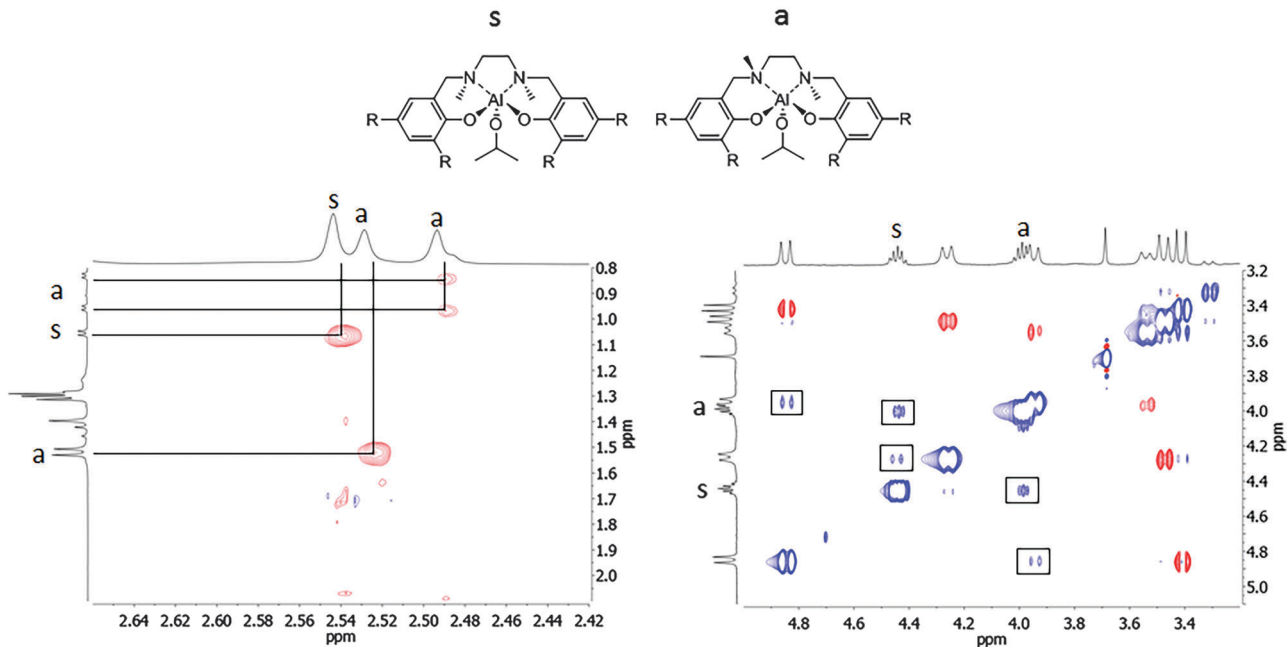 s
a
N
N
Al
O
O
O
R
R
R
R
N
N
Al
O
O
O
R
R
R
R
s
a
a
a
s
a
0.8
0.9
1.0
1.1
1.2
1.3
1.4
1.5
1.6
1.7
1.8
1.9
2.0
ppm
2.64
2.62
2.60
2.58
2.56
2.54
2.52
2.50
2.48
2.46
2.44
2.42
ppm
s
a
a
s
3.2
3.4
3.6
3.8
4.0
4.2
4.4
4.6
4.8
5.0
ppm
4.8
4.6
4.4
4.2
4.0
3.8
3.6
3.4
ppm